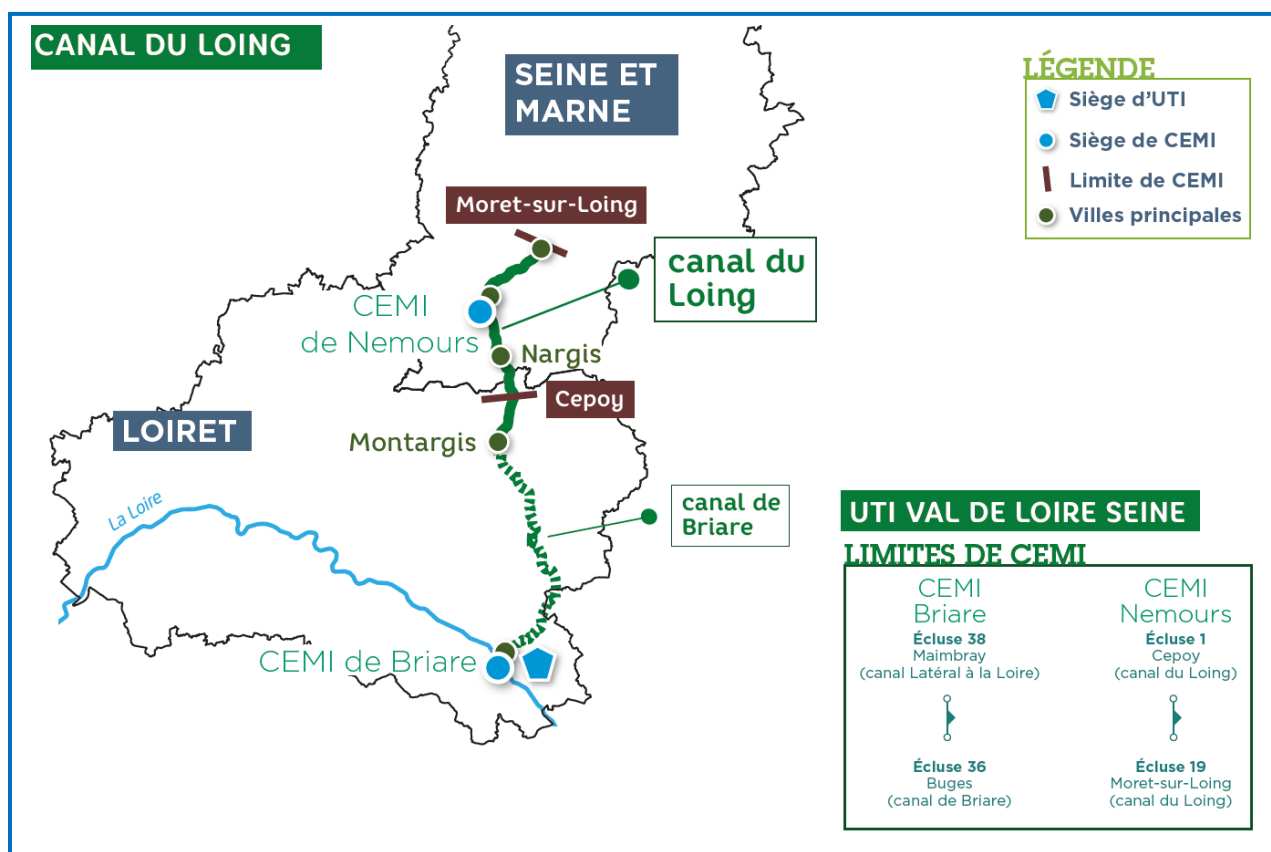 CANAL DU LOING
SEINE ET
MARNE
LÉGENDE
Siège d'UTI
Siège de CEMI
Limite de CEMI
Villes principales
Moret-sur-Loing
canal du
Loing
CEMI
de Nemours
Nargis
Cepoy
LOIRET
Montargis
La Loire
canal de
Briare
CEMI de Briare
UTI VAL DE LOIRE SEINE
LIMITES DE CEMI
CEMI
Briare
Écluse 38
Maimbray
(canal Latéral à la Loire)
Écluse 36
Buges
(canal de Briare)
CEMI
Nemours
Écluse 1
Cepoy
(canal du Loing)
Écluse 19
Moret-sur-Loing
(canal du Loing)